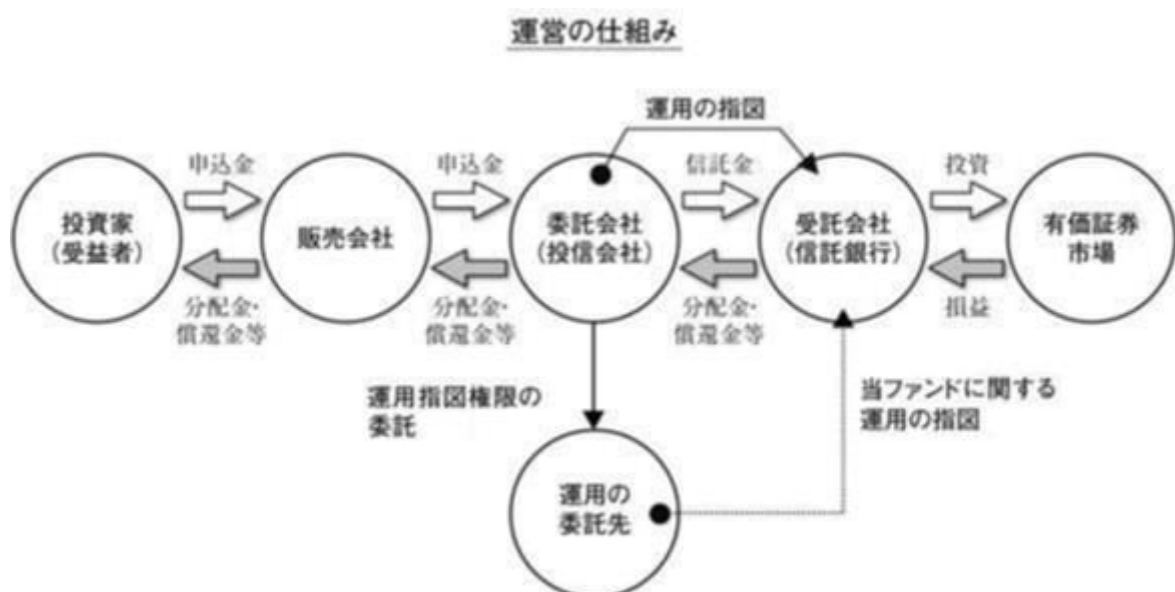 運営の仕組み
運用の指図
申込金
申込金
信託金
投資
投資家
(受益者)
販売会社
委託会社
(投信会社)
受託会社
(信託銀行)
有価証券
市場
分配金・
償還金等
分配金・
償還金等
分配金・
償還金等
損益
運用指図権限の
委託
当ファンドに関する
運用の指図
運用の
委託先